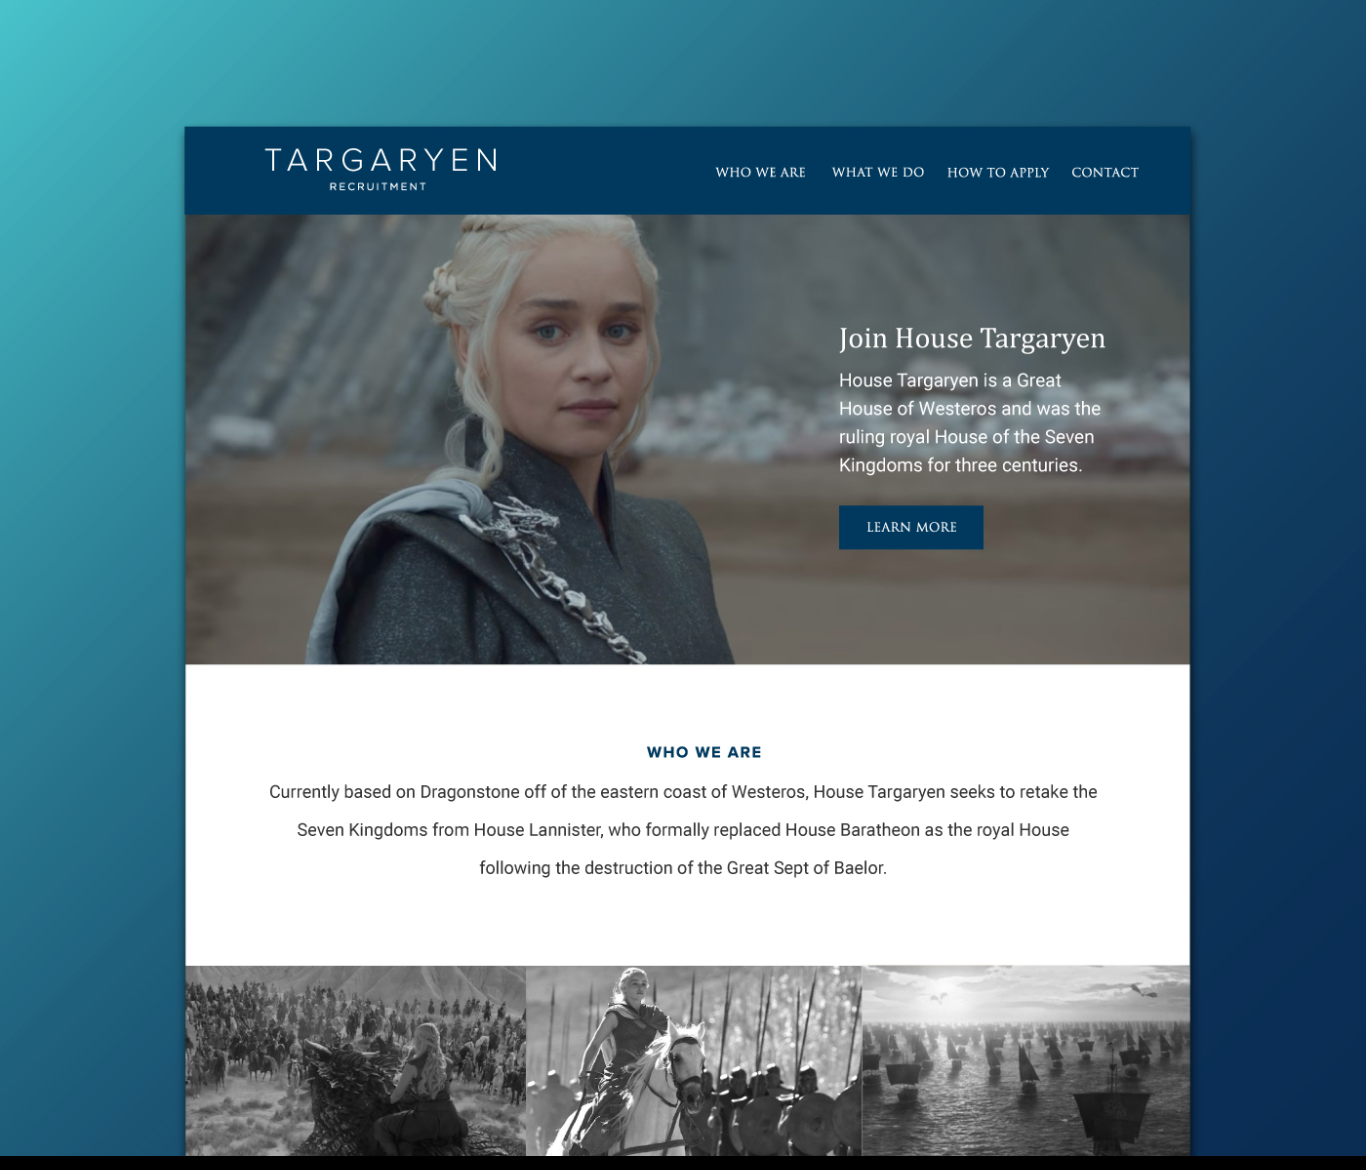 TARGARYEN
RECRUITMENT
WHO WE ARE
WHAT WE DO
HOW TO APPLY
CONTACT
Join House Targaryen
House Targaryen is a Great
House of Westeros and was the
ruling royal House of the Seven
Kingdoms for three centuries.
LEARN MORE
WHO WE ARE
Currently based on Dragonstone off of the eastern coast of Westeros, House Targaryen seeks to retake the
Seven Kingdoms from House Lannister, who formally replaced House Baratheon as the royal House
following the destruction of the Great Sept of Baelor.